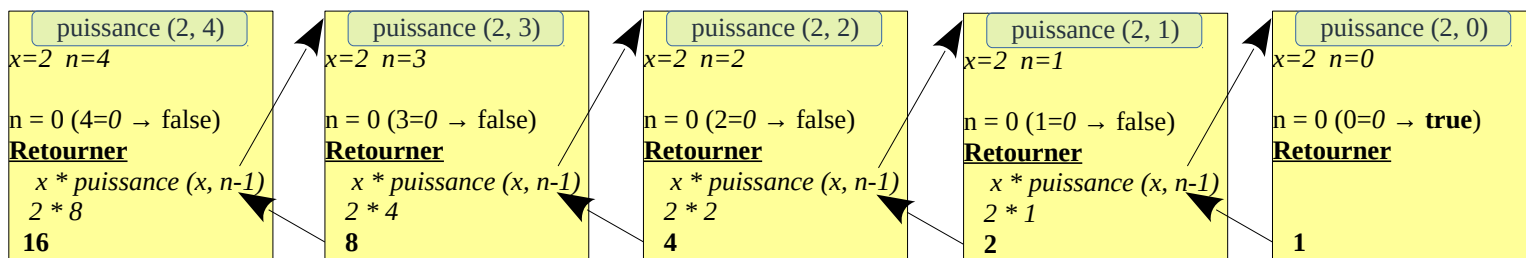 puissance (2, 4)
x=2 n=4
n = 0 (4=0 → false)
Retourner
x * puissance (x, n-1)
2 * 8
16
puissance (2, 3)
x=2 n=3
n = 0 (3=0 → false)
Retourner
x * puissance (x, n-1)
2 * 4
8
puissance (2, 2)
x=2 n=2
n = 0 (2=0 → false)
Retourner
x * puissance (x, n-1)
2 * 2
4
puissance (2, 1)
x=2 n=1
n = 0 (1=0 → false)
Retourner
x * puissance (x, n-1)
2 * 1
2
puissance (2, 0)
x=2 n=0
n = 0 (0=0 → true)
Retourner
1